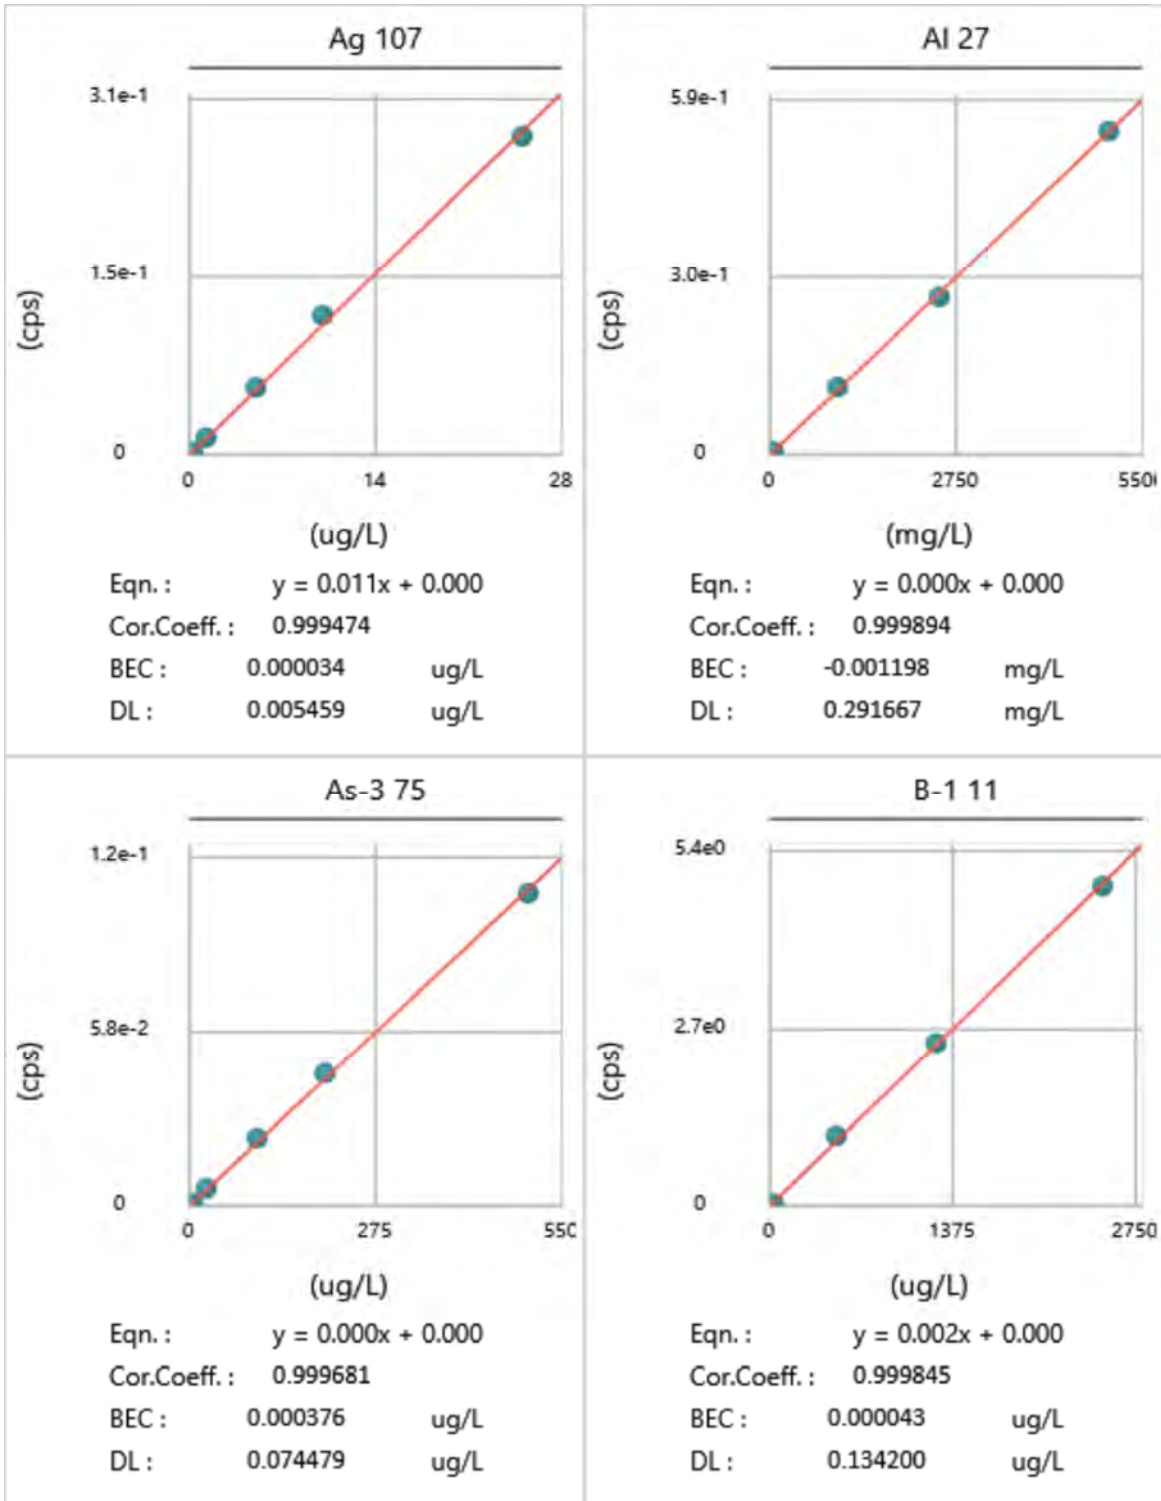 Ag 107
3.1e-1
1.5e-1
(cps)
0
0 14 28
(ug/L)
Eqn. : y = 0.011x + 0.000
Cor.Coeff. : 0.999474
BEC : 0.000034 ug/L
DL : 0.005459 ug/L
Al 27
5.9e-1
3.0e-1
(cps)
0
0 2750 550
(mg/L)
Eqn. : y = 0.000x + 0.000
Cor.Coeff. : 0.999894
BEC : -0.001198 mg/L
DL : 0.291667 mg/L
As-3 75
1.2e-1
5.8e-2
(cps)
0
0 275 550
(ug/L)
Eqn. : y = 0.000x + 0.000
Cor.Coeff. : 0.999681
BEC : 0.000376 ug/L
DL : 0.074479 ug/L
B-1 11
5.4e0
2.7e0
(cps)
0
0 1375 2750
(ug/L)
Eqn. : y = 0.002x + 0.000
Cor.Coeff. : 0.999845
BEC : 0.000043 ug/L
DL : 0.134200 ug/L